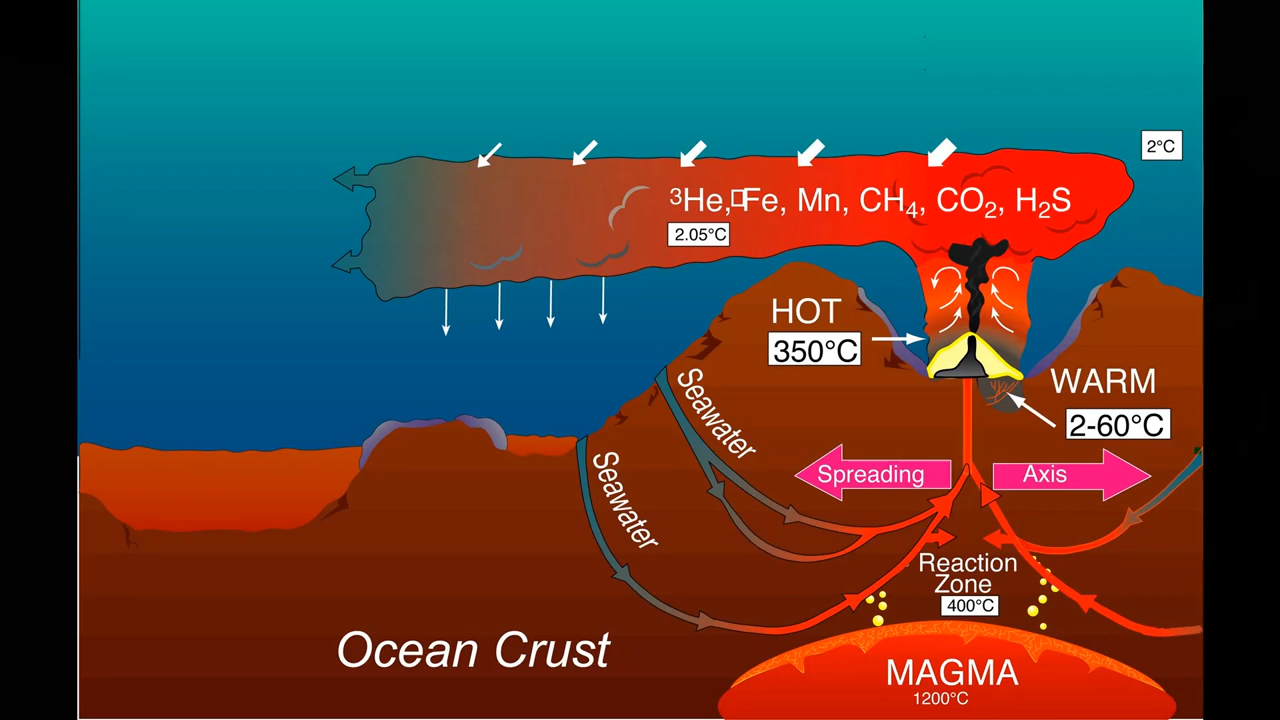 2°C
³He,□Fe, Mn, CH₄, CO₂, H₂S
2.05°C
HOT
350°C
WARM
2-60°C
Seawater
Seawater
Spreading
Axis
Reaction
Zone
400°C
Ocean Crust
MAGMA
1200°C